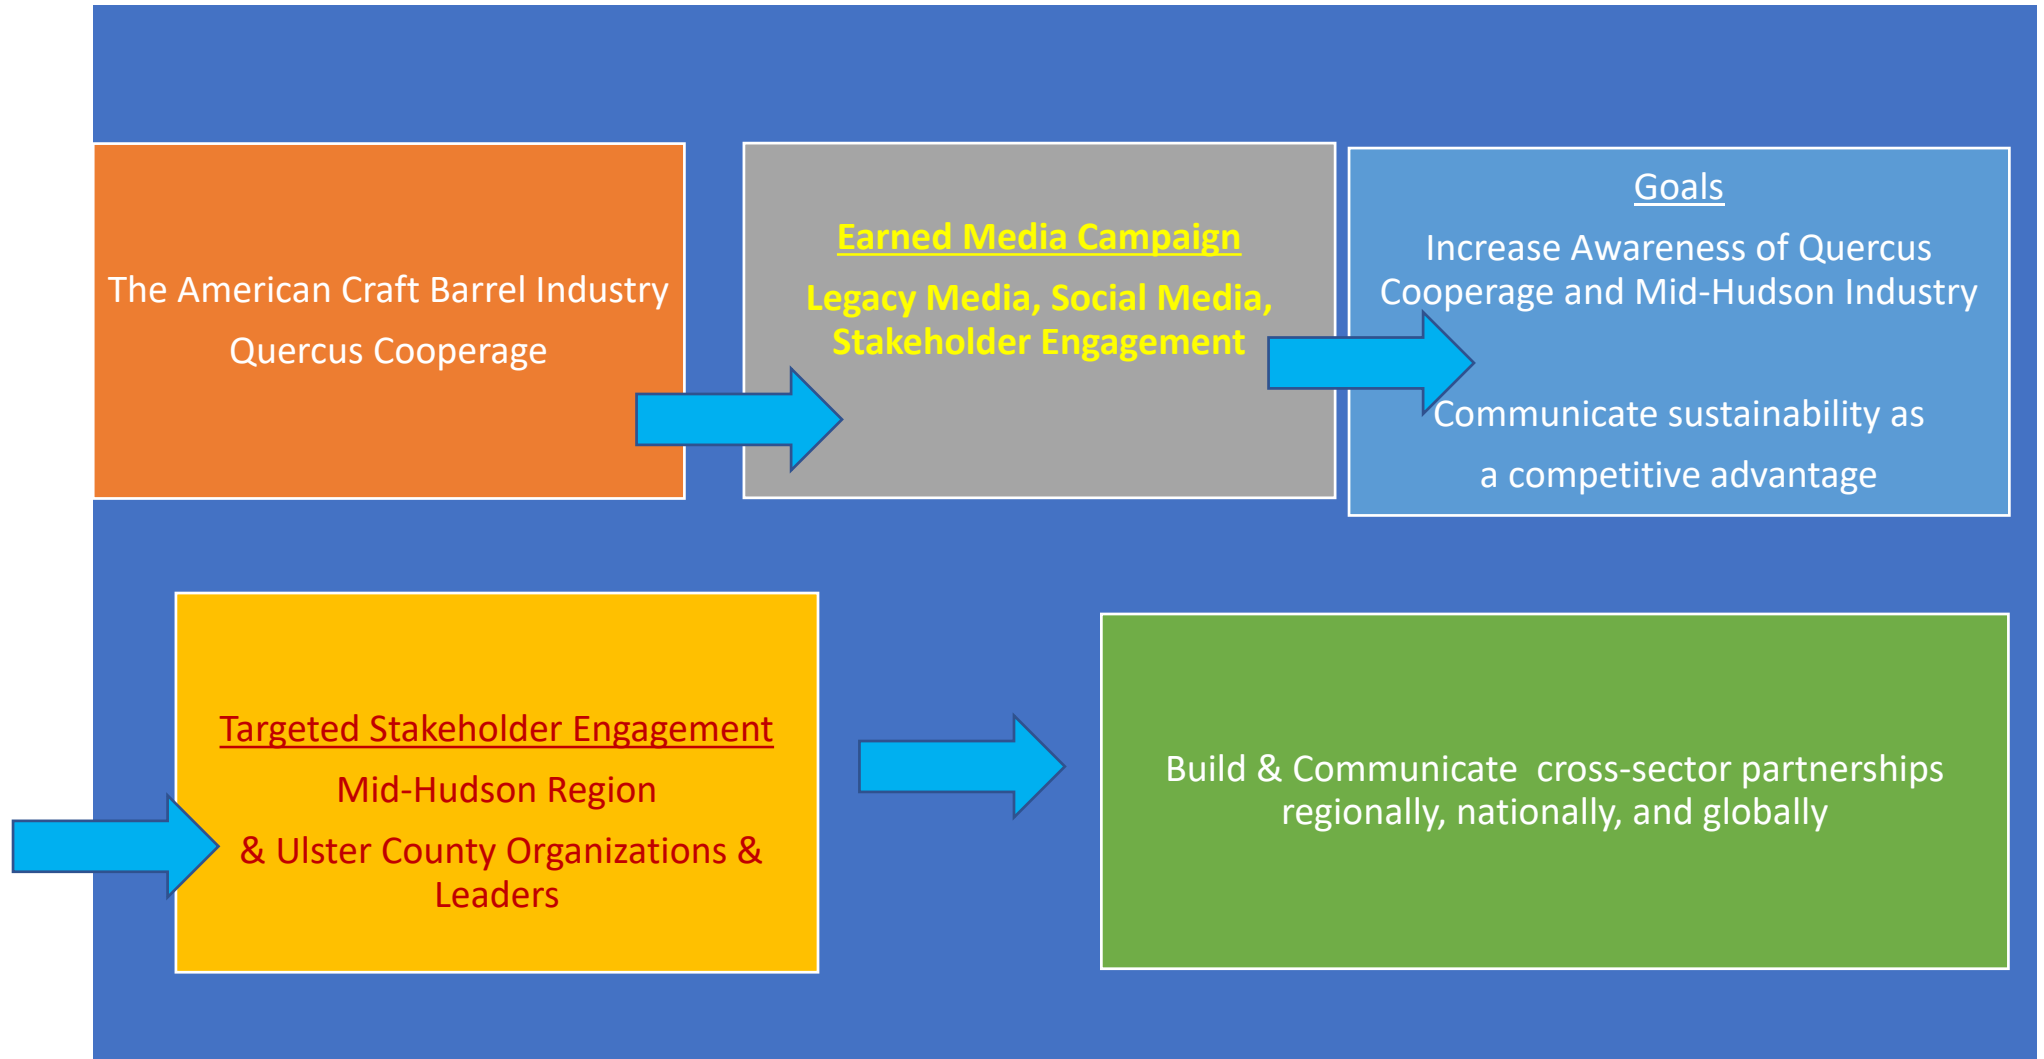 The American Craft Barrel Industry
Quercus Cooperage
Earned Media Campaign
Legacy Media, Social Media,
Stakeholder Engagement
Goals
Increase Awareness of Quercus
Cooperage and Mid-Hudson Industry
Communicate sustainability as
a competitive advantage
Targeted Stakeholder Engagement
Mid-Hudson Region
& Ulster County Organizations &
Leaders
Build & Communicate  cross-sector partnerships
regionally, nationally, and globally